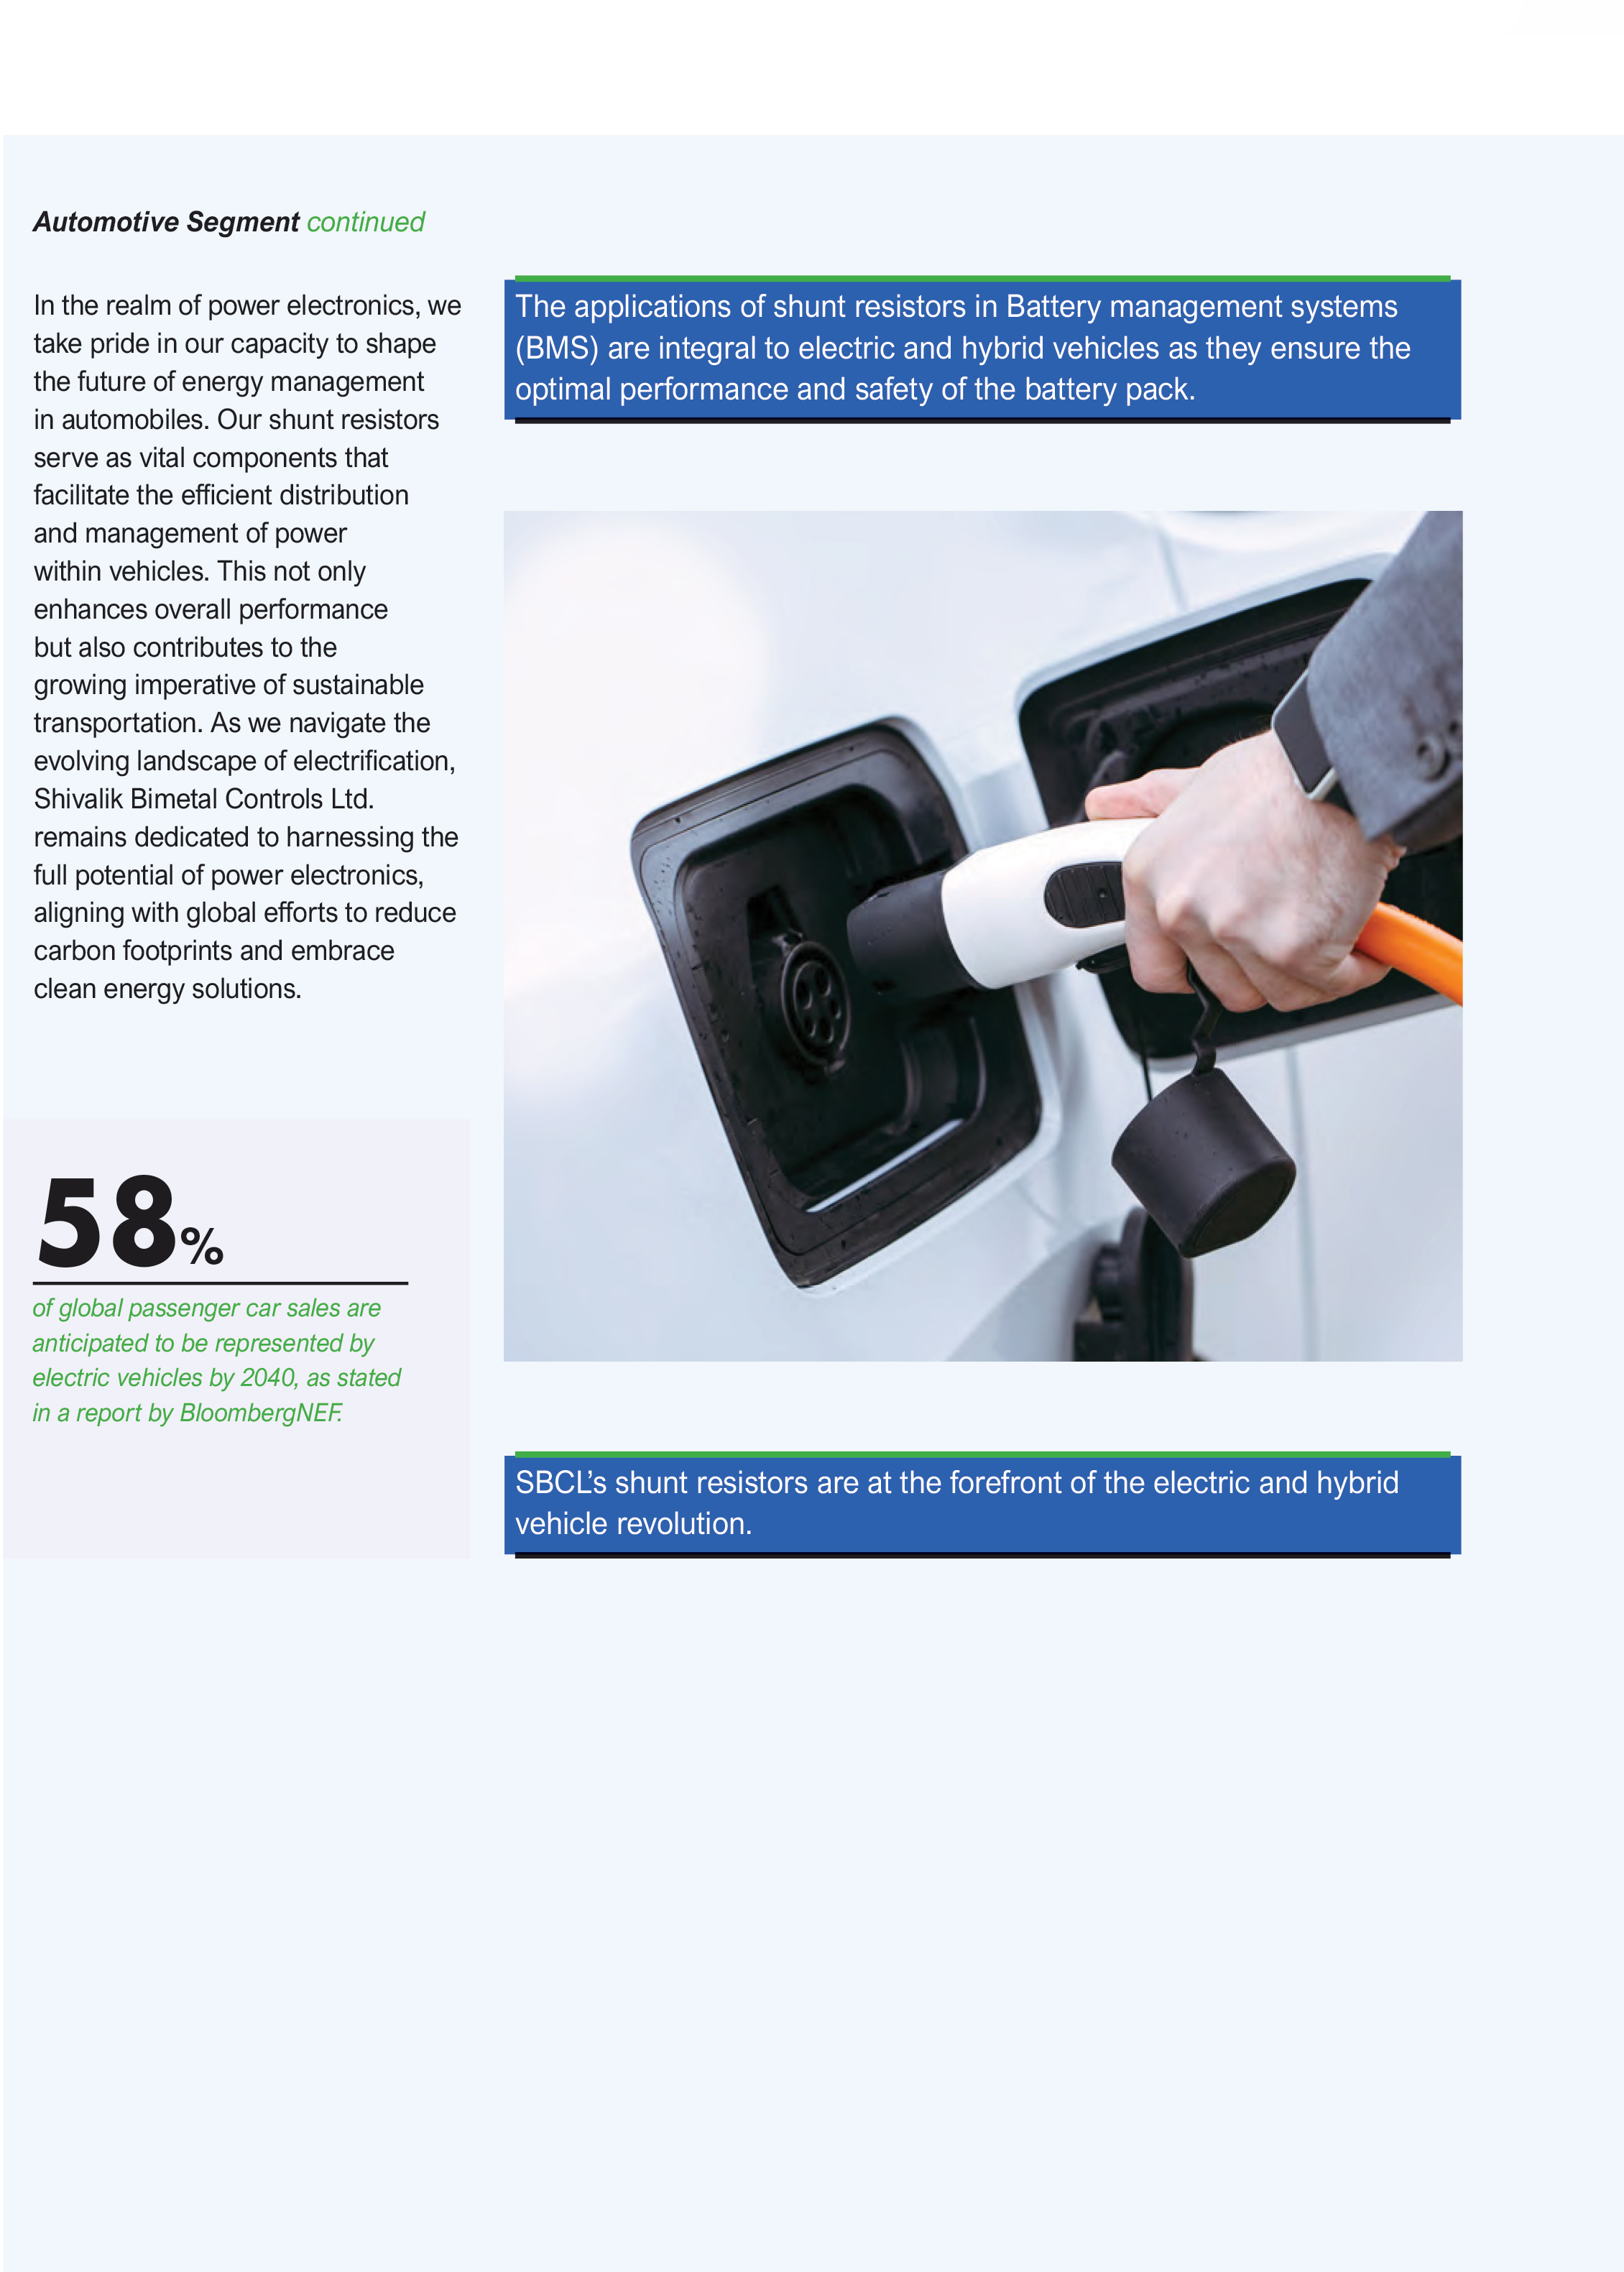 Automotive Segment continued
In the realm of power electronics, we
take pride in our capacity to shape
the future of energy management
in automobiles. Our shunt resistors
serve as vital components that
facilitate the efficient distribution
and management of power
within vehicles. This not only
enhances overall performance
but also contributes to the
growing imperative of sustainable
transportation. As we navigate the
evolving landscape of electrification,
Shivalik Bimetal Controls Ltd.
remains dedicated to harnessing the
full potential of power electronics,
aligning with global efforts to reduce
carbon footprints and embrace
clean energy solutions.
58%
of global passenger car sales are
anticipated to be represented by
electric vehicles by 2040, as stated
in a report by BloombergNEF.
The applications of shunt resistors in Battery management systems
(BMS) are integral to electric and hybrid vehicles as they ensure the
optimal performance and safety of the battery pack.
SBCL’s shunt resistors are at the forefront of the electric and hybrid
vehicle revolution.